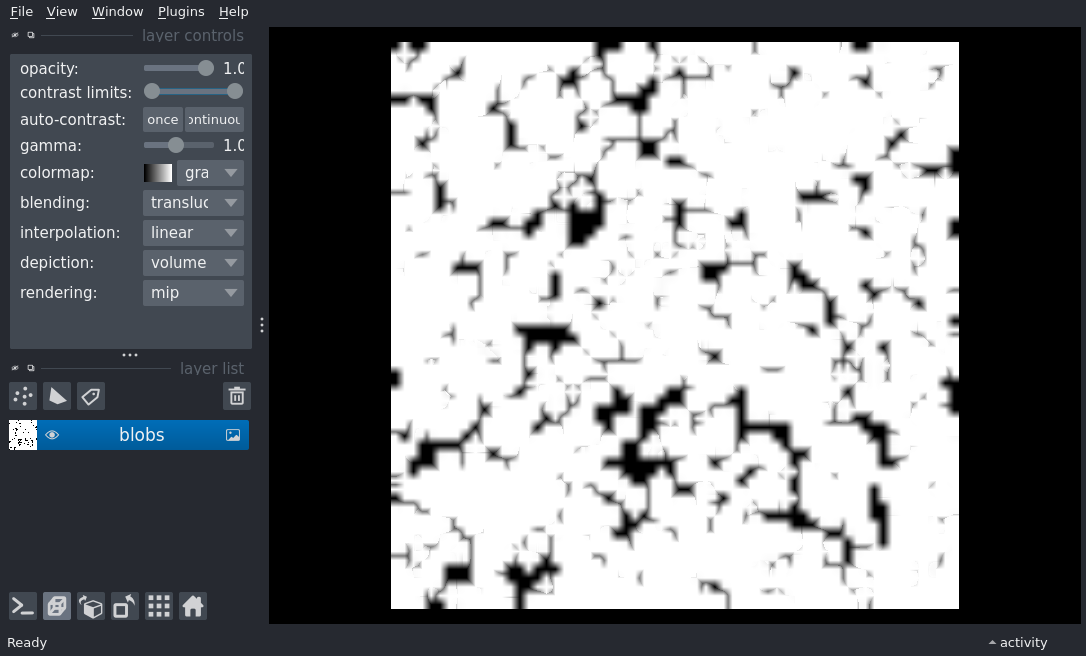 File View Window Plugins Help
layer controls
opacity: 1.0
contrast limits:
auto-contrast: once ontinuou
gamma: 1.0
colormap: gra
blending: transluc
interpolation: linear
depiction: volume
rendering: mip
layer list
blobs
Ready
activity